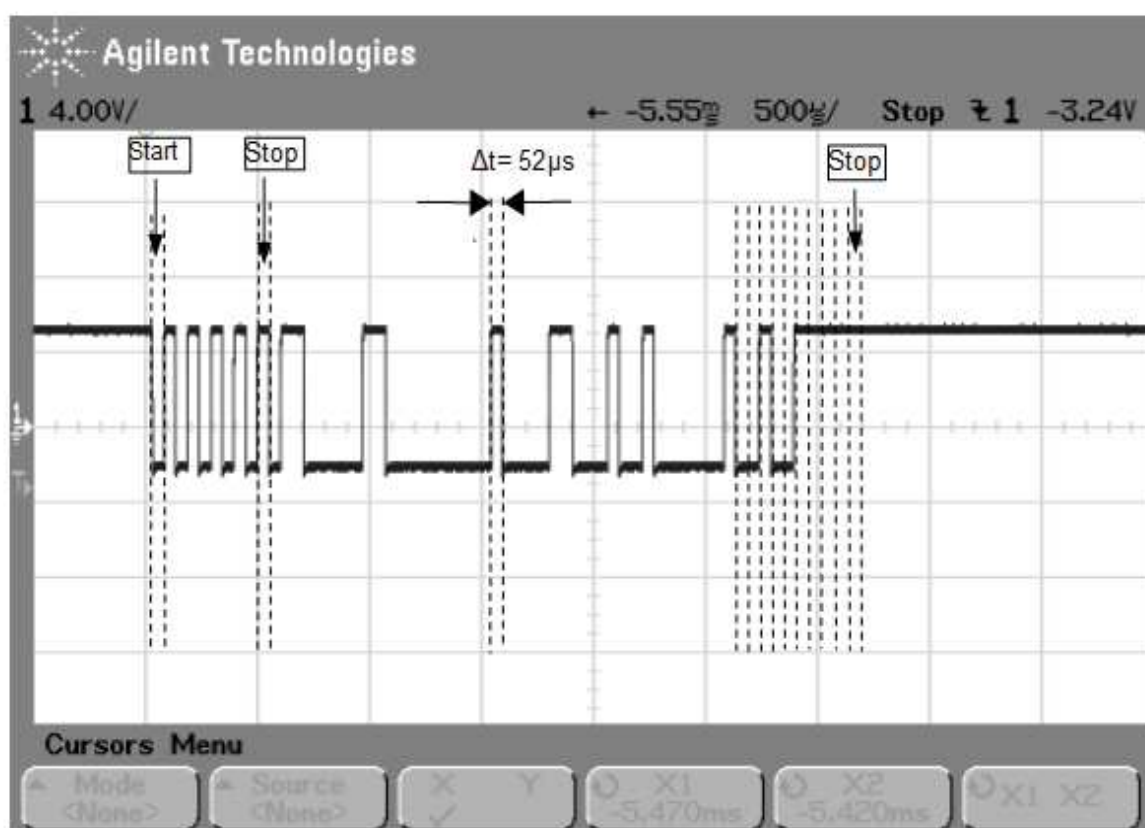 Agilent Technologies
1 4.00V/ ← -5.55ms 500us/ Stop 1 -3.24V
Start Stop Δt= 52µs Stop
Cursors Menu
Mode Source X Y X1 X2 X1 X2
<None> <None> ✓ -5.470ms -5.420ms